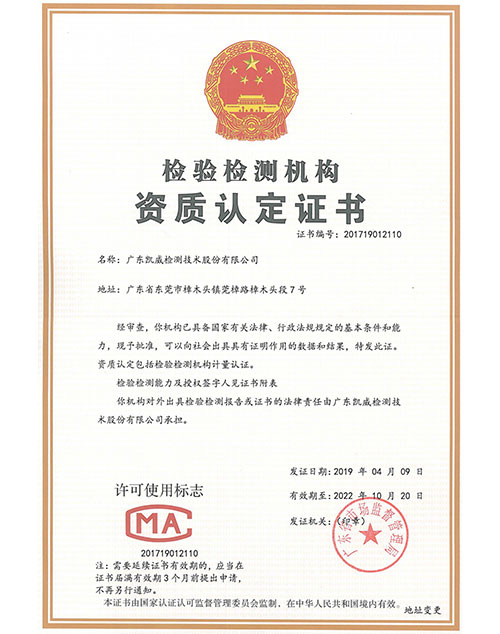 检验检测机构
资质认定证书
证书编号：201719012110
名称：广东凯威检测技术股份有限公司
地址：广东省东莞市樟木头镇莞樟路樟木头段7号
经审查，你机构已具备国家有关法律、行政法规规定的基本条件和能
力，现予批准，可以向社会出具具有证明作用的数据和结果，特发此证。
资质认定包括检验检测机构计量认证。
检验检测能力及授权签字人见证书附表
你机构对外出具检验检测报告或证书的法律责任由广东凯威检测技
术股份有限公司承担。
发证日期：2019 年 04 月 09 日
许可使用标志
有效期至：2022 年 10 月 20 日
发证机关：（印章）
广东省市场监督管理局
MA
201719012110
注：需要延续证书有效期的，应当在
证书届满有效期3个月前提出申请，
不再另行通知。
本证书由国家认证认可监督管理委员会监制，在中华人民共和国境内有效。
地址变更